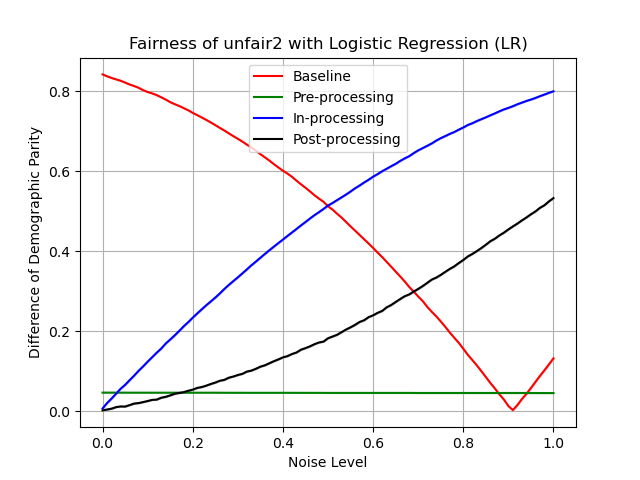 Fairness of unfair2 with Logistic Regression (LR)
Difference of Demographic Parity
0.8
0.6
0.4
0.2
0.0
Baseline
Pre-processing
In-processing
Post-processing
0.0 0.2 0.4 0.6 0.8 1.0
Noise Level